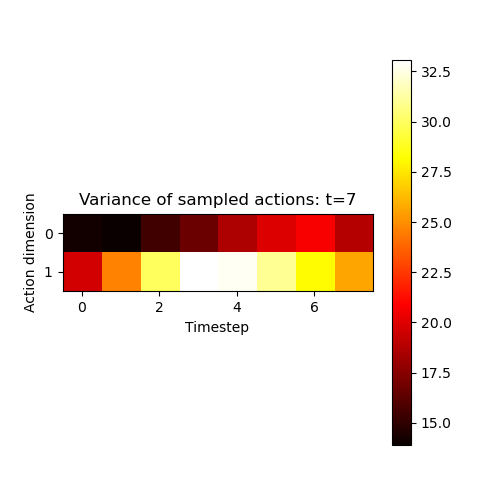 Variance of sampled actions: t=7
Action dimension
0
1
0 2 4 6
Timestep
32.5
30.0
27.5
25.0
22.5
20.0
17.5
15.0